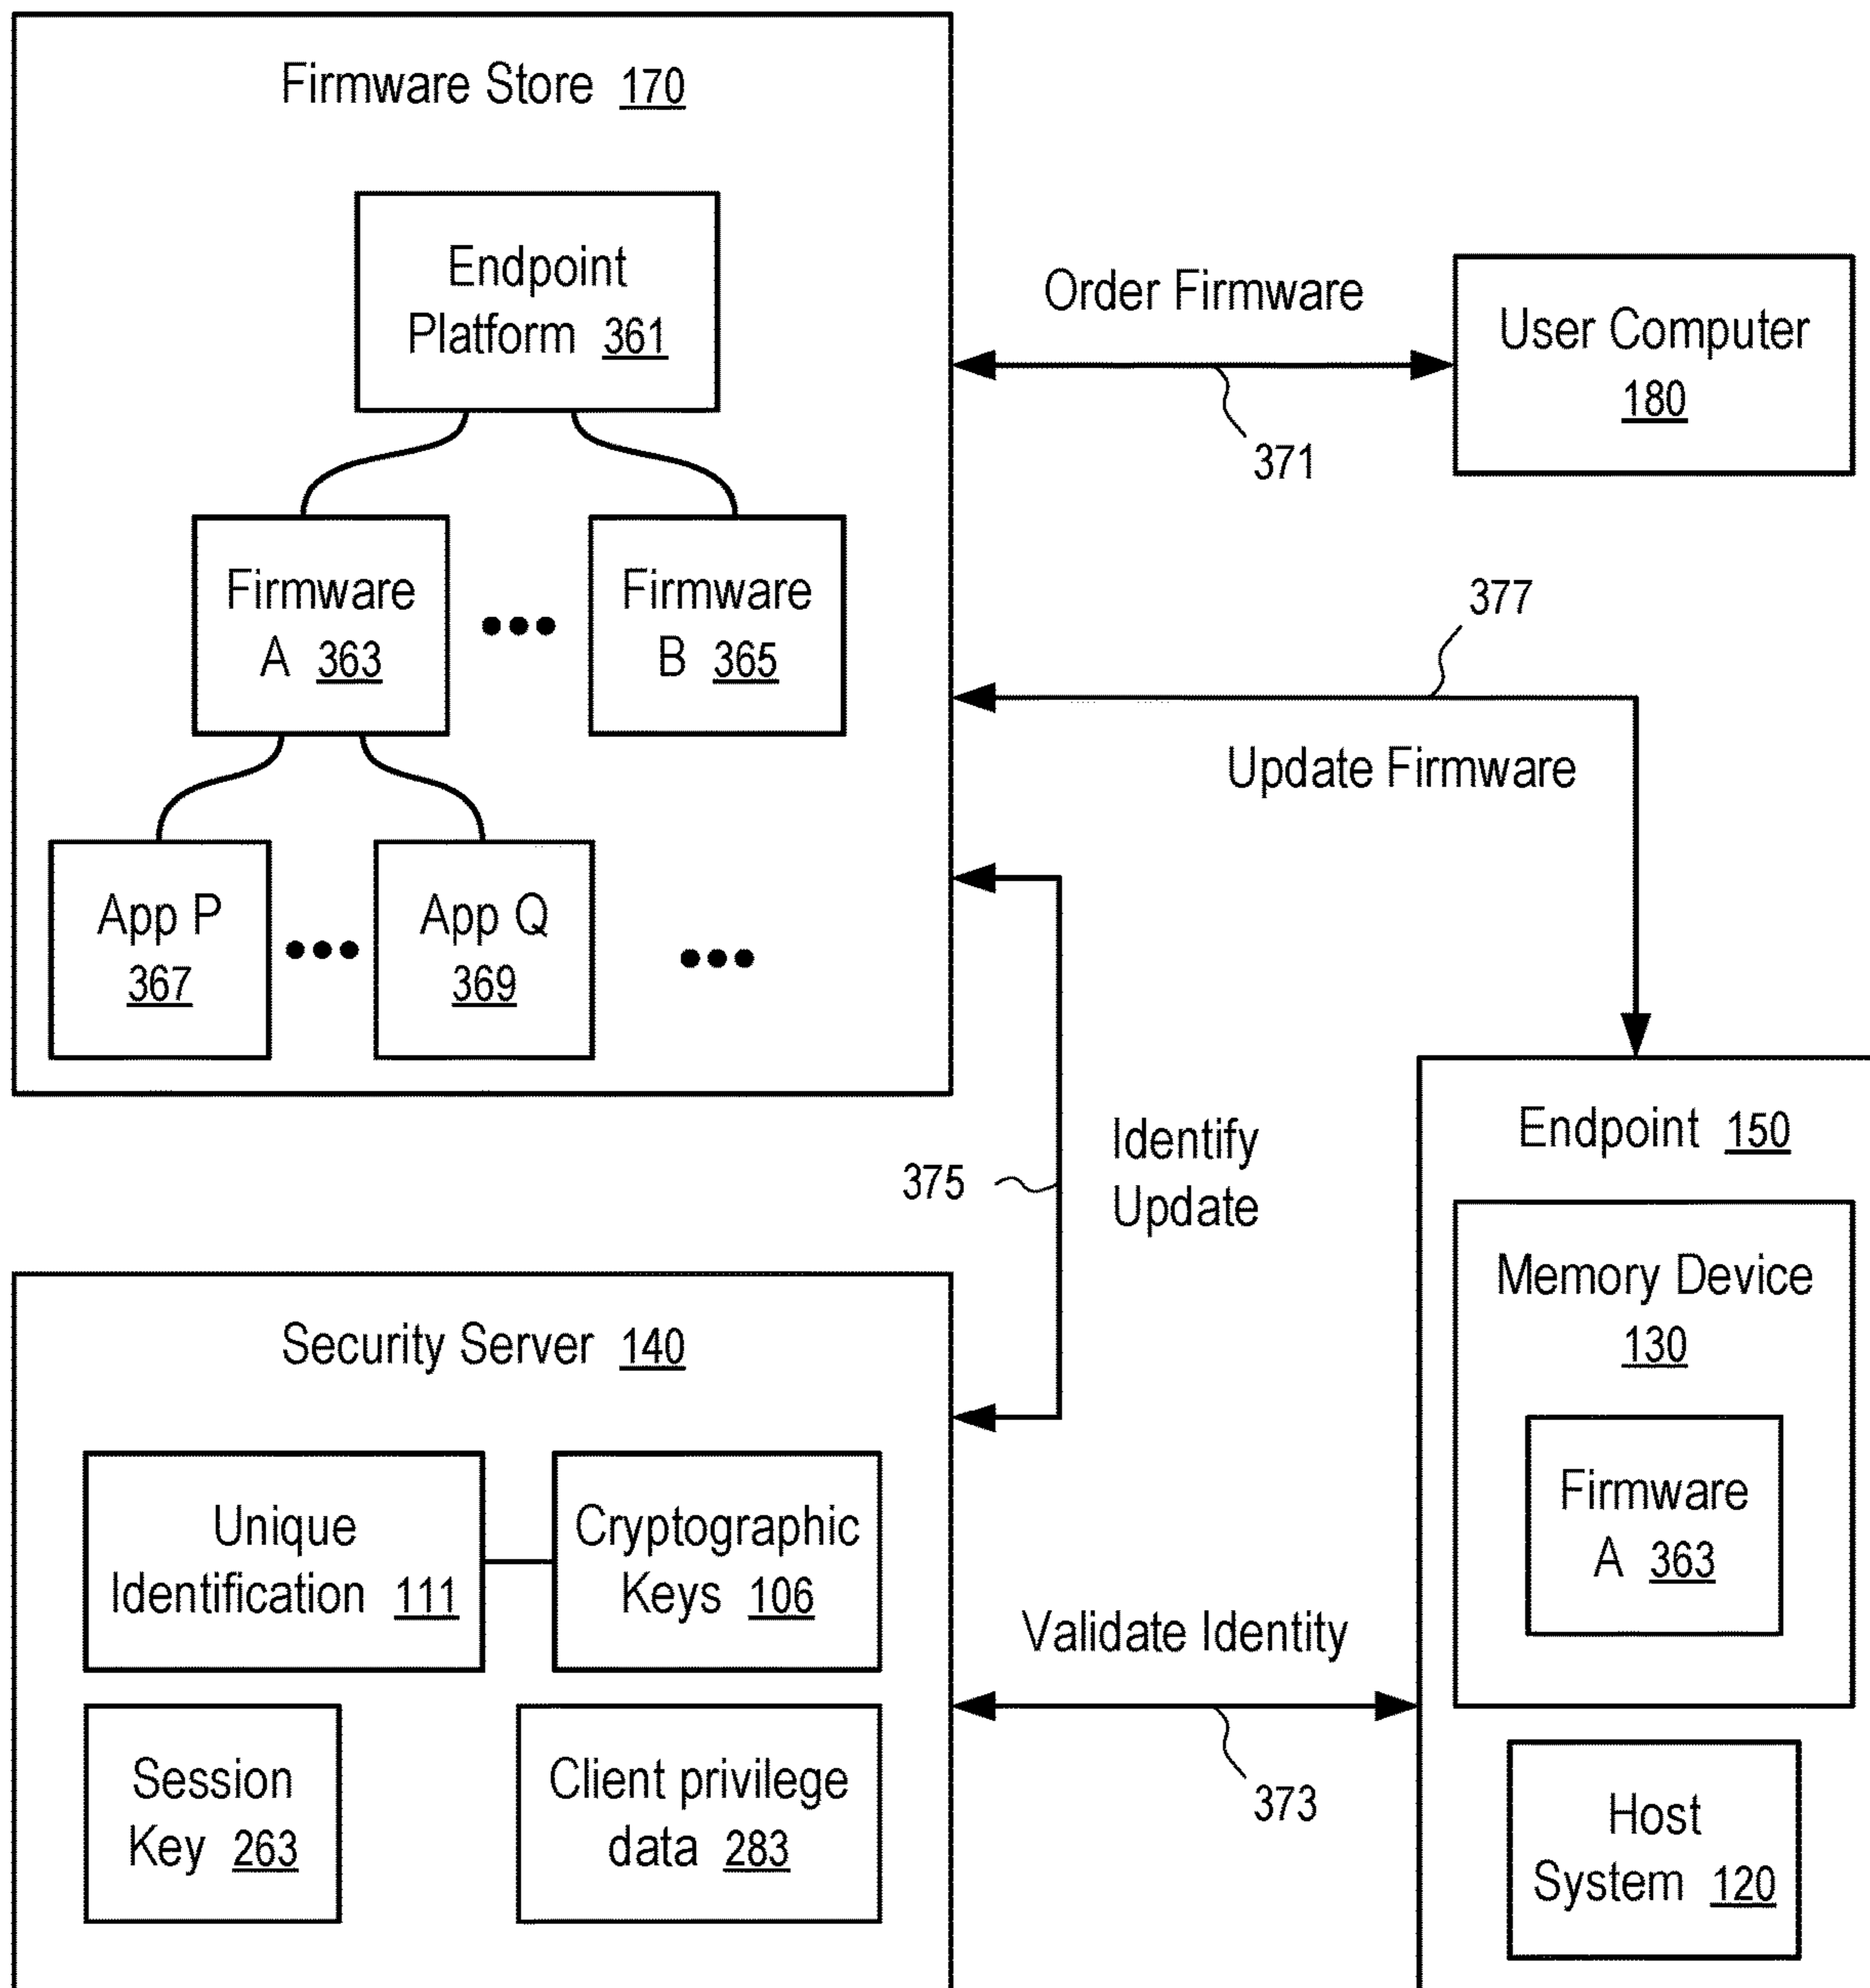 Firmware Store 170
Endpoint
Platform 361
Order Firmware
User Computer
180
371
Firmware
A 363
Firmware
B 365
377
Update Firmware
App P
367
App Q
369
Identify
Update
375
Endpoint 150
Memory Device
130
Firmware
A 363
Security Server 140
Unique
Identification 111
Cryptographic
Keys 106
Validate Identity
373
Session
Key 263
Client privilege
data 283
Host
System 120